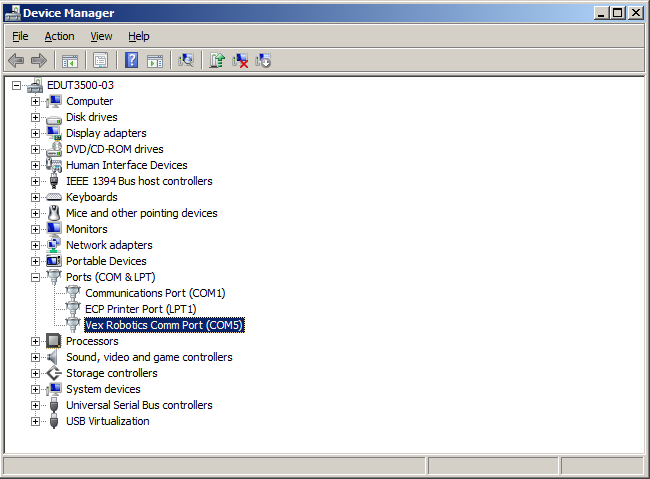 Device Manager
File Action View Help
EDUT3500-03
Computer
Disk drives
Display adapters
DVD/CD-ROM drives
Human Interface Devices
IEEE 1394 Bus host controllers
Keyboards
Mice and other pointing devices
Monitors
Network adapters
Portable Devices
Ports (COM & LPT)
Communications Port (COM1)
ECP Printer Port (LPT1)
Vex Robotics Comm Port (COM5)
Processors
Sound, video and game controllers
Storage controllers
System devices
Universal Serial Bus controllers
USB Virtualization